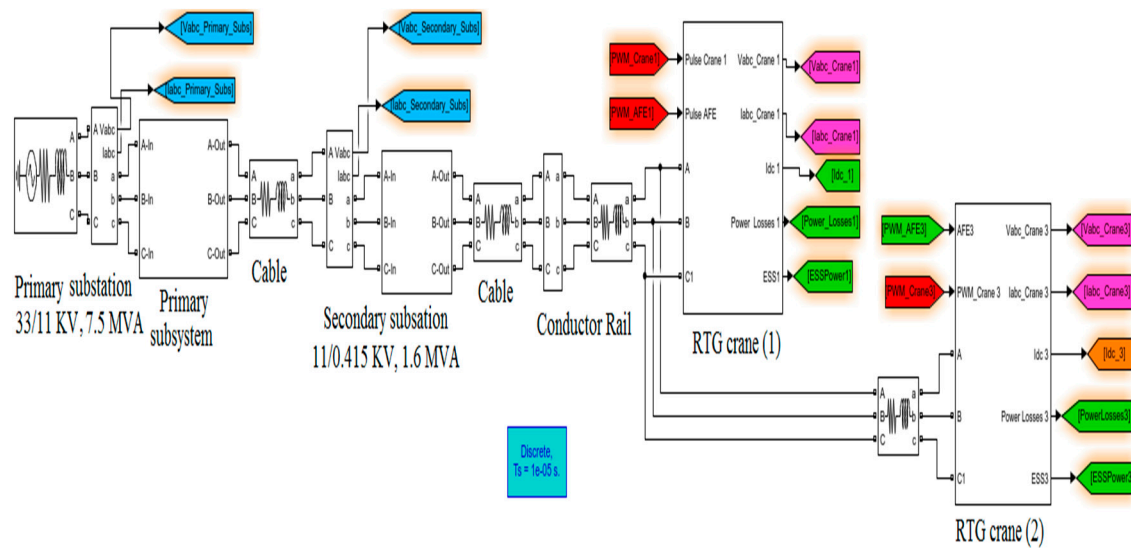 [Vabc_Primary_Subs]
[Iabc_Primary_Subs]
A Vabc
Iabc
A
B
C
B
a
b
C
c
A-In
B-In
C-In
A-Out
B-Out
C-Out
A
B
C
a
b
c
Primary substation
33/11 KV, 7.5 MVA
Primary
subsystem
Cable
[Vabc_Secondary_Subs]
[Iabc_Secondary_Subs]
A Vabc
Iabc
B
a
b
C
c
A-In
B-In
C-In
A-Out
B-Out
C-Out
A
B
C
a
b
c
Secondary subsation
11/0.415 KV, 1.6 MVA
Cable
A
B
C
a
b
c
A
B
C
a
b
c
Conductor Rail
[PWM_Crane1]
[PWM_AFE1]
Pulse Crane 1
Pulse AFE
A
B
C1
Vabc_Crane 1
Iabc_Crane 1
Idc 1
Power_Losses 1
ESS1
[Vabc_Crane1]
[Iabc_Crane1]
[Idc_1]
[Power_Losses1]
[ESSPower1]
RTG crane (1)
[PWM_AFE3]
[PWM_Crane3]
AFE3
PWM_Crane 3
A
B
C1
Vabc_Crane 3
Iabc_Crane 3
Idc 3
Power Losses 3
ESS3
[Vabc_Crane3]
[Iabc_Crane3]
[Idc_3]
[PowerLosses3]
[ESSPower3
A
B
C
a
b
c
RTG crane (2)
Discrete,
Ts = 1e-05 s.